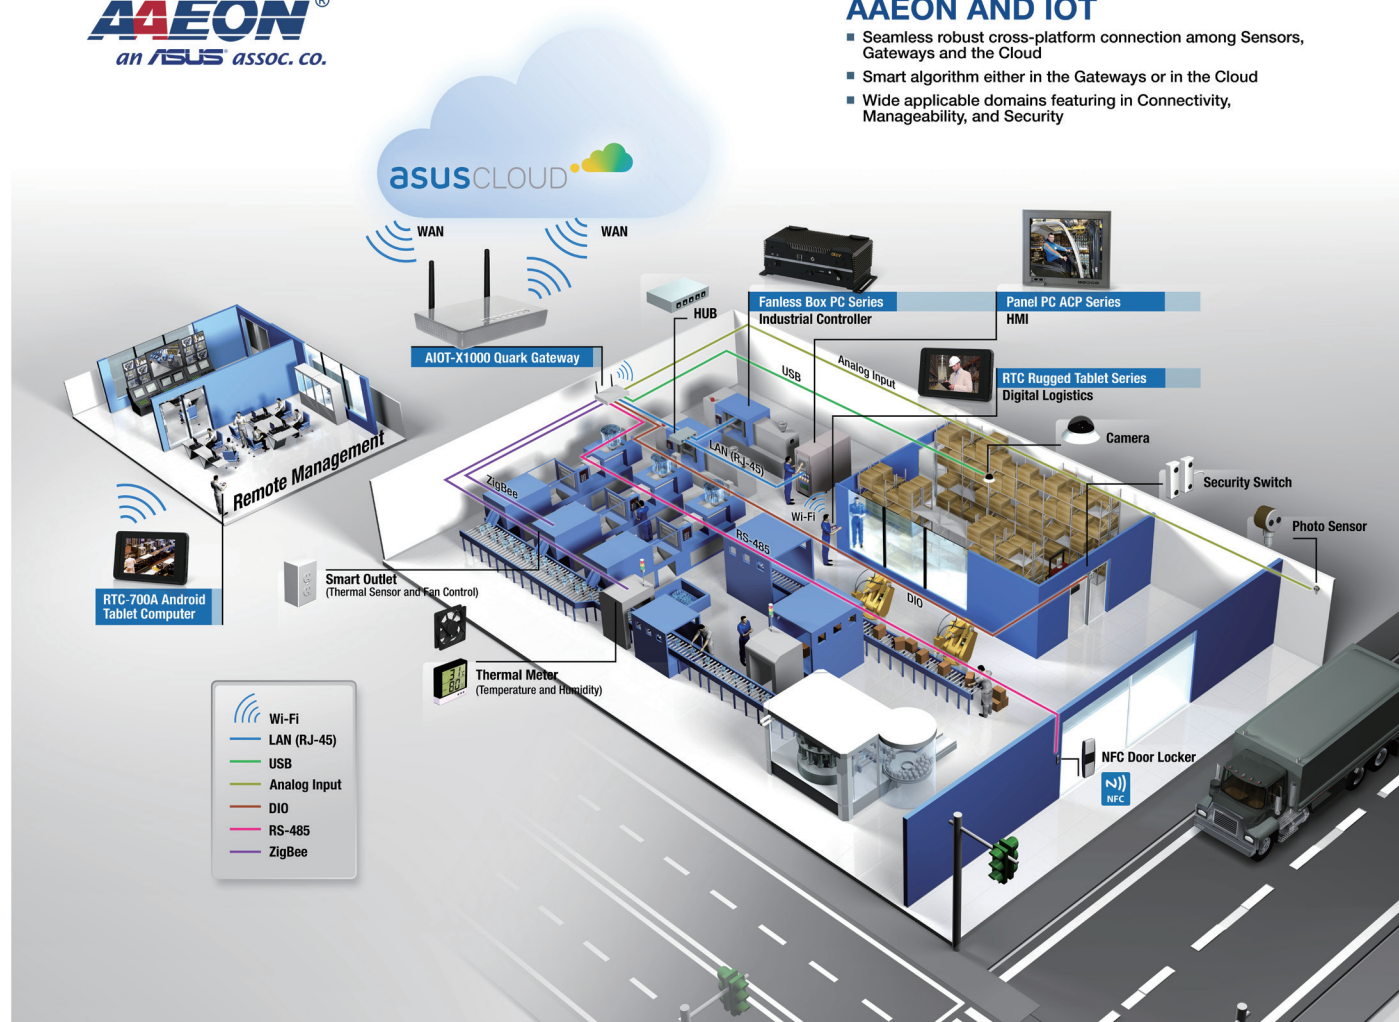 AAEON®
an ASUS assoc. co.
AAEON AND IOT
Seamless robust cross-platform connection among Sensors,
Gateways and the Cloud
Smart algorithm either in the Gateways or in the Cloud
Wide applicable domains featuring in Connectivity,
Manageability, and Security
asusCLOUD
WAN
WAN
AIOT-X1000 Quark Gateway
HUB
Fanless Box PC Series
Industrial Controller
Panel PC ACP Series
HMI
RTC Rugged Tablet Series
Digital Logistics
Camera
Security Switch
Photo Sensor
USB
Analog Input
LAN (RJ-45)
Wi-Fi
ZigBee
RS-485
DIO
Remote Management
RTC-700A Android
Tablet Computer
Smart Outlet
(Thermal Sensor and Fan Control)
Thermal Meter
(Temperature and Humidity)
NFC Door Locker
NFC
Wi-Fi
LAN (RJ-45)
USB
Analog Input
DIO
RS-485
ZigBee